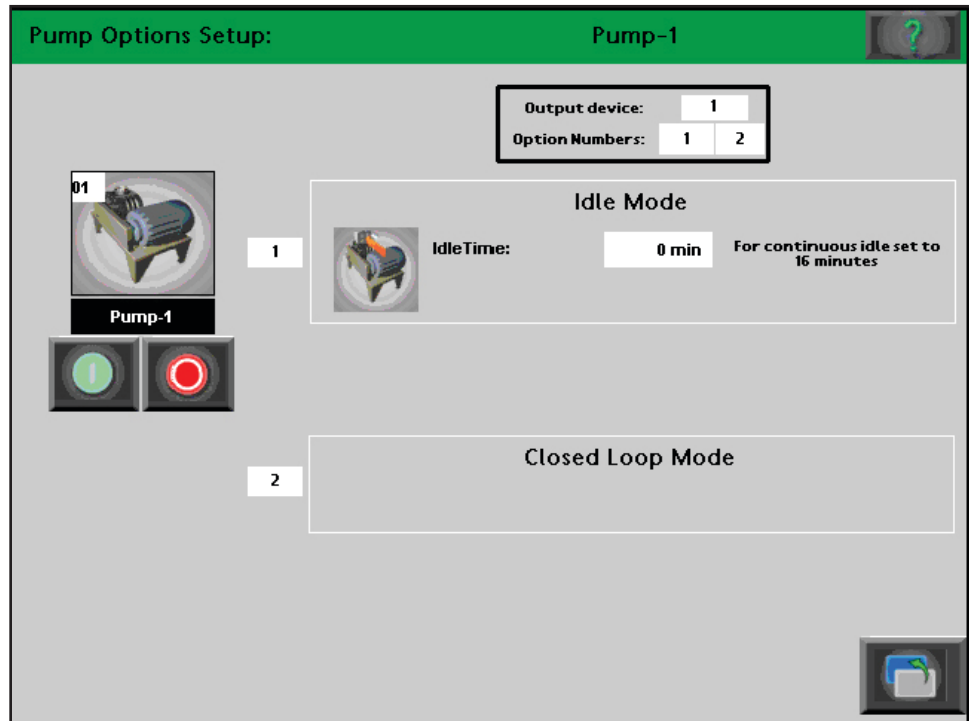 Pump Options Setup: Pump-1
?
Output device: 1
Option Numbers: 1 2
01
Pump-1
1
Idle Mode
IdleTime: 0 min
For continuous idle set to
16 minutes
2
Closed Loop Mode